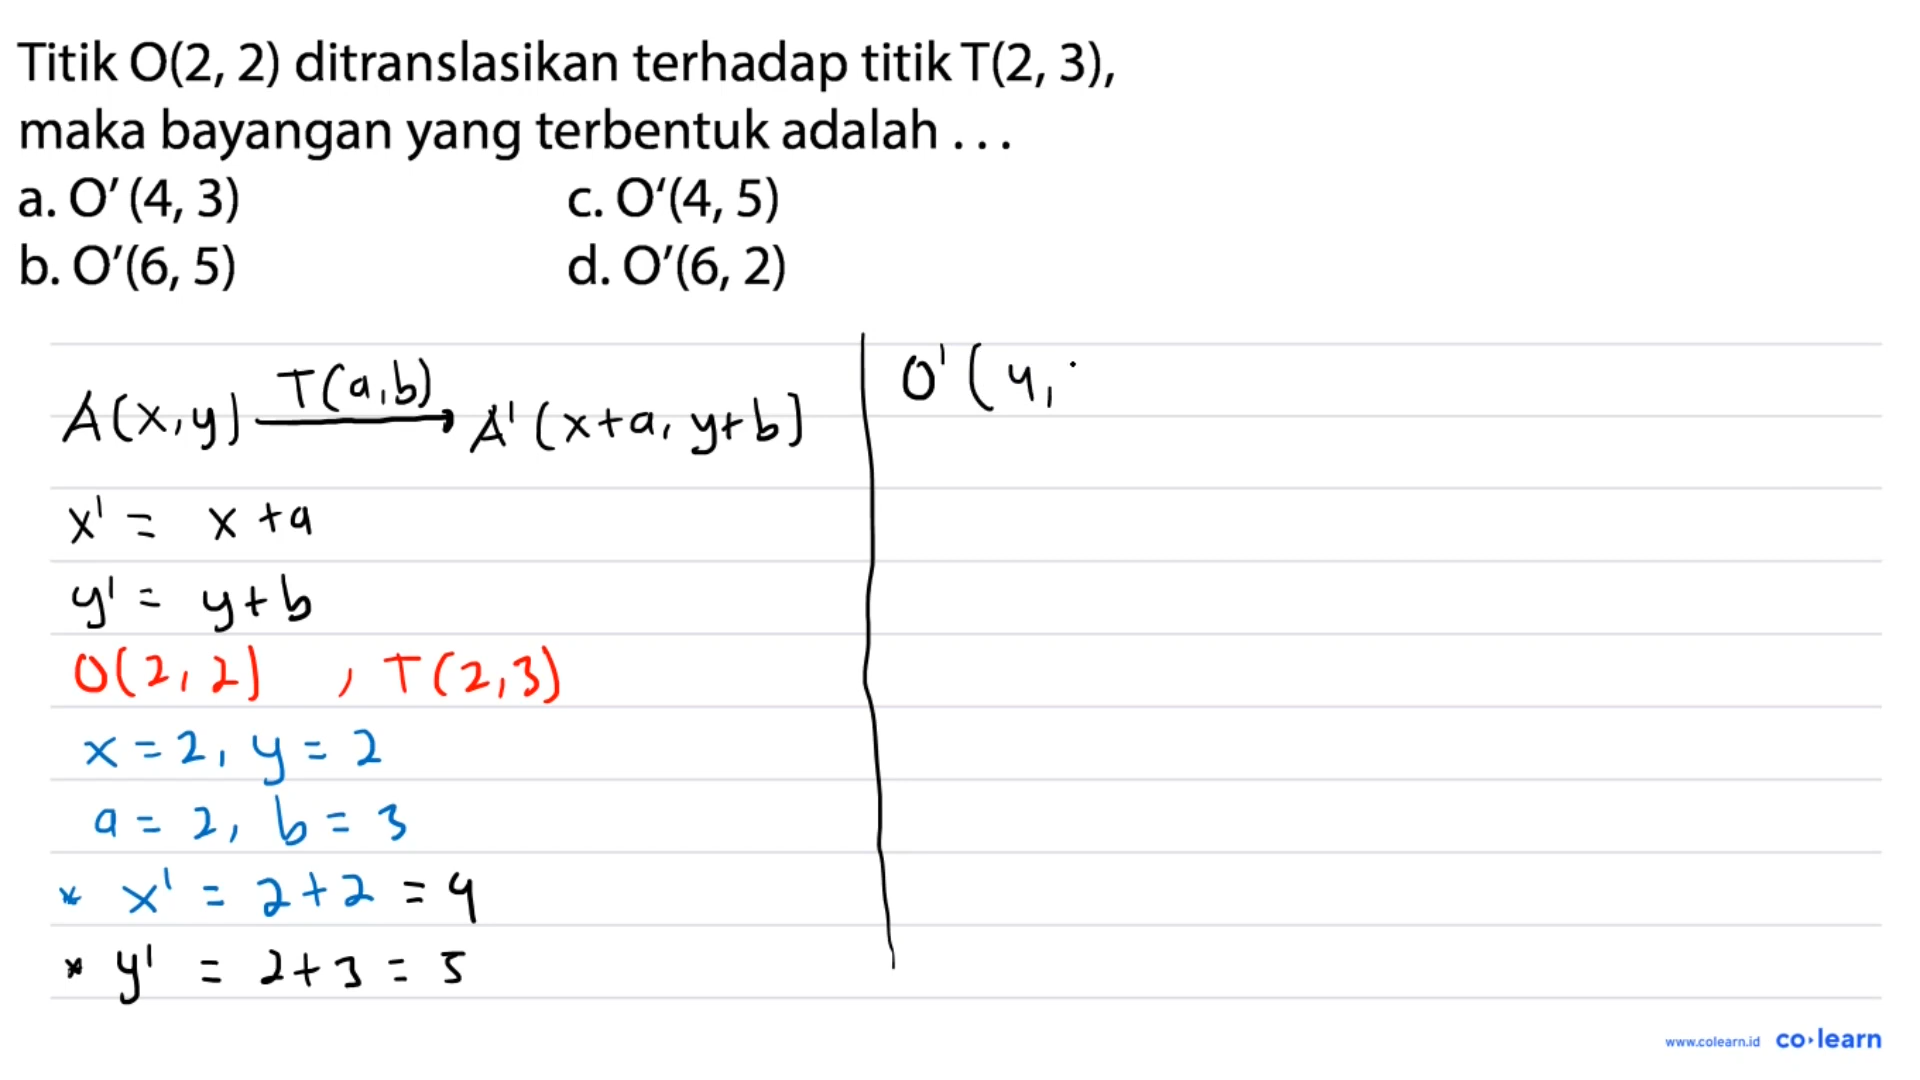 Titik O(2, 2) ditranslasikan terhadap titik T(2, 3),
maka bayangan yang terbentuk adalah . . .
a. O′ (4, 3) c. O‘(4, 5)
b. O′(6, 5) d. O′(6, 2)
T(a,b)
A(x,y) → A'(x+a, y+b)
x' = x +a
y' = y+b
O(2,2) , T(2,3)
x = 2, y = 2
a = 2, b = 3
* x' = 2+2 = 4
* y' = 2+3 = 5
O' (4,
www.colearn.id co·learn